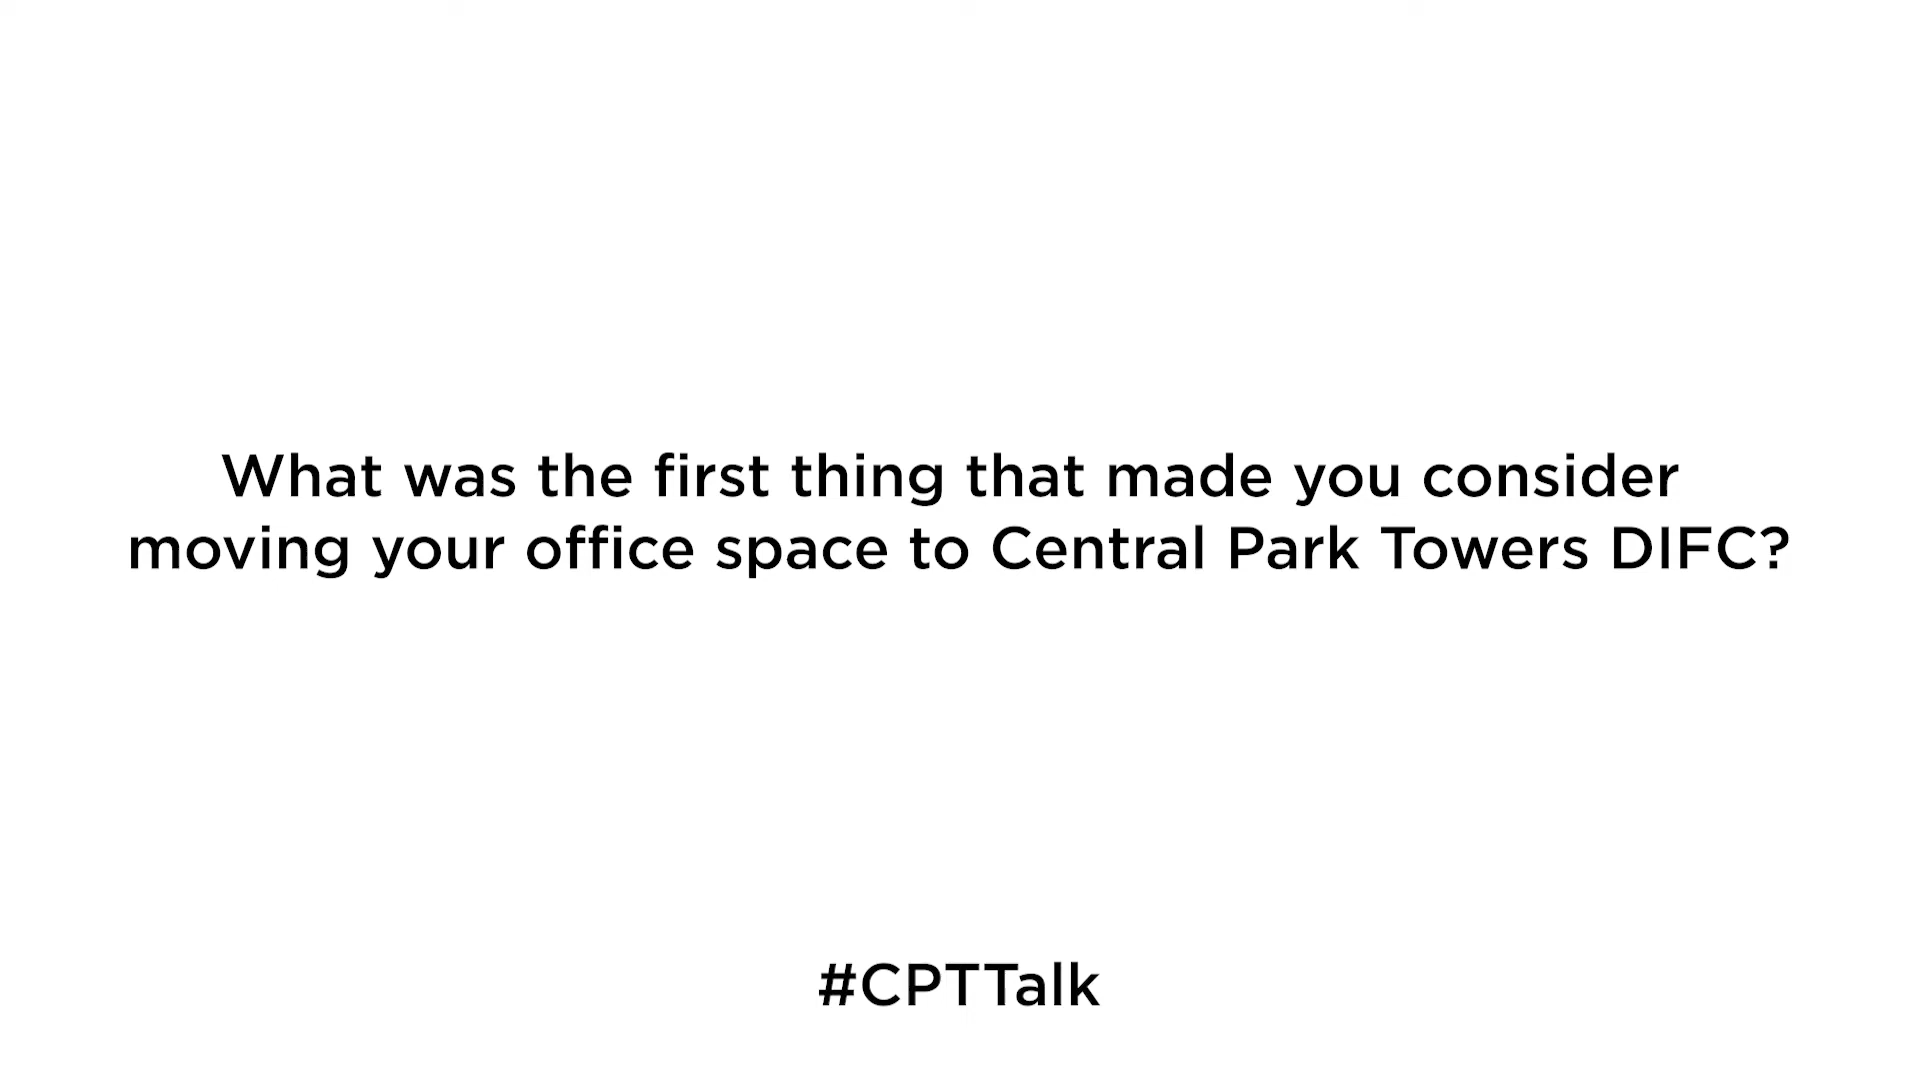 What was the first thing that made you consider
moving your office space to Central Park Towers DIFC?
#CPTTalk